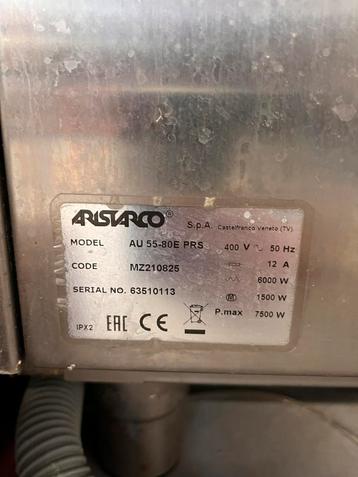 ARISTARCO® S.p.A. Castelfranco Veneto (TV)
MODEL AU 55-80E PRS 400 V ~ 50 Hz
CODE MZ210825 12 A
6000 W
SERIAL NO. 63510113 M 1500 W
IPX2 EAC CE P.max 7500 W